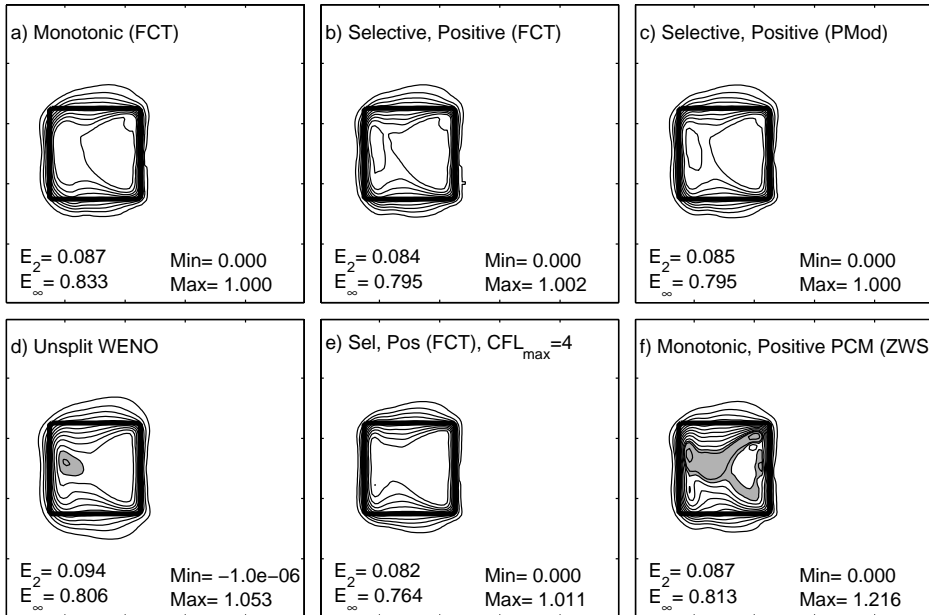 a) Monotonic (FCT)
E2= 0.087 Min= 0.000
E∞= 0.833 Max= 1.000
b) Selective, Positive (FCT)
E2= 0.084 Min= 0.000
E∞= 0.795 Max= 1.002
c) Selective, Positive (PMod)
E2= 0.085 Min= 0.000
E∞= 0.795 Max= 1.000
d) Unsplit WENO
E2= 0.094 Min= −1.0e−06
E∞= 0.806 Max= 1.053
e) Sel, Pos (FCT), CFLmax=4
E2= 0.082 Min= 0.000
E∞= 0.764 Max= 1.011
f) Monotonic, Positive PCM (ZWS
E2= 0.087 Min= 0.000
E∞= 0.813 Max= 1.216